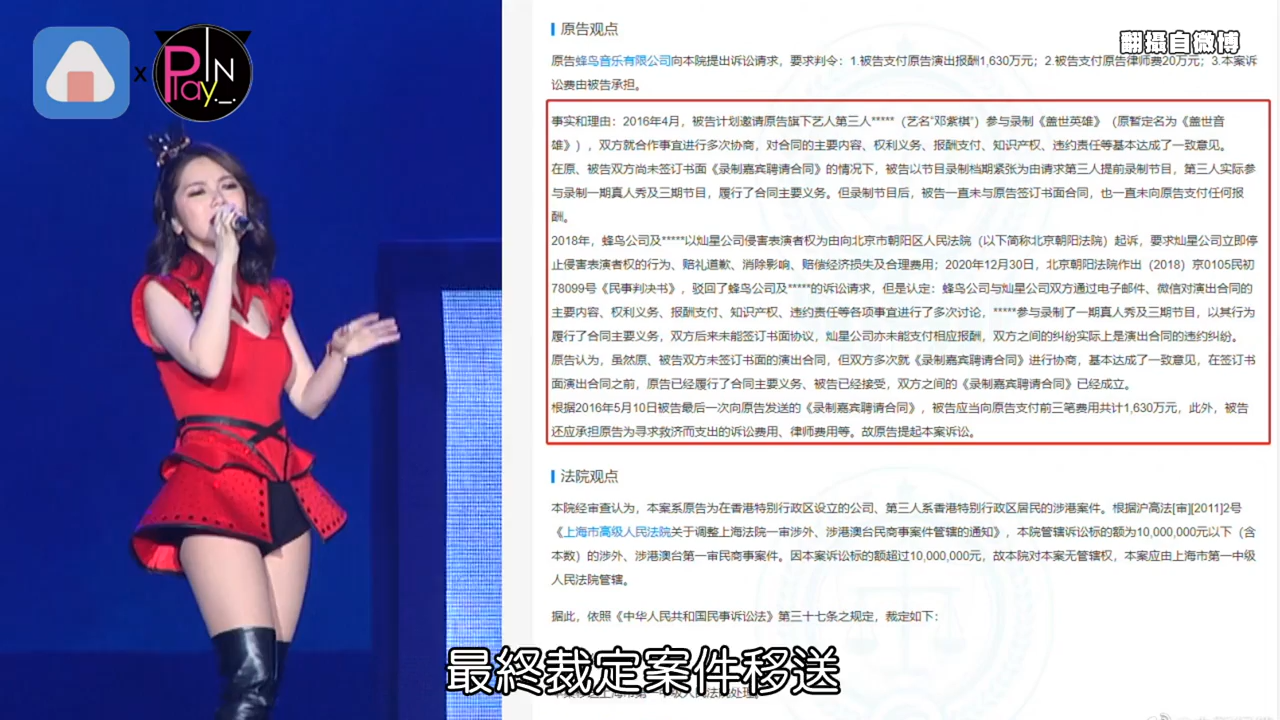 x
Play IN
翻攝自微博
原告观点
原告蜂鸟音乐有限公司向本院提出诉讼请求，要求判令：1.被告支付原告演出报酬1,630万元；2.被告支付原告律师费20万元；3.本案诉
讼费由被告承担。
事实和理由：2016年4月，被告计划邀请原告旗下艺人第三人*****（艺名“邓紫棋”）参与录制《盖世英雄》（原暂定名为《盖世音
雄》），双方就合作事宜进行多次协商，对合同的主要内容、权利义务、报酬支付、知识产权、违约责任等基本达成了一致意见。
在原、被告双方尚未签订书面《录制嘉宾聘请合同》的情况下，被告以节目录制档期紧张为由请求第三人提前录制节目，第三人实际参
与录制一期真人秀及三期节目，履行了合同主要义务。但录制节目后，被告一直未与原告签订书面合同，也一直未向原告支付任何报
酬。
2018年，蜂鸟公司及*****以灿星公司侵害表演者权为由向北京市朝阳区人民法院（以下简称北京朝阳法院）起诉，要求灿星公司立即停
止侵害表演者权的行为、赔礼道歉、消除影响、赔偿经济损失及合理费用；2020年12月30日，北京朝阳法院作出（2018）京0105民初
78099号《民事判决书》，驳回了蜂鸟公司及*****的诉讼请求，但是认定：蜂鸟公司与灿星公司双方通过电子邮件、微信就演出合同的
主要内容、权利义务、报酬支付、知识产权、违约责任等各项事宜进行了多次讨论，*****参与录制了一期真人秀及三期节目，以其行为
履行了合同主要义务，双方后来未能签订书面协议，灿星公司亦未能支付相应报酬，双方之间的纠纷实际上是演出合同的违约纠纷。
原告认为，虽然原、被告双方未签订书面的演出合同，但双方多次就《录制嘉宾聘请合同》进行协商，基本达成了一致意见，在签订书
面演出合同之前，原告已经履行了合同主要义务、被告已经接受，双方之间的《录制嘉宾聘请合同》已经成立。
根据2016年5月10日被告最后一次向原告发送的《录制嘉宾聘请合同》，被告应当向原告支付前三笔费用共计1,630万元。此外，被告
还应承担原告为寻求救济而支出的诉讼费用、律师费用等。故原告提起本案诉讼。
法院观点
本院经审查认为，本案系原告为在香港特别行政区设立的公司、第三人系香港特别行政区居民的涉港案件。根据沪高法[审][2011]2号
《上海市高级人民法院关于调整上海法院一审涉外、涉港澳台民商事案件管辖的通知》，本院管辖诉讼标的额为10,000,000元以下（含
本数）的涉外、涉港澳台第一审民商事案件。因本案诉讼标的额超过10,000,000元，故本院对本案无管辖权，本案应由上海市第一中级
人民法院管辖。
据此，依照《中华人民共和国民事诉讼法》第三十七条之规定，裁定如下：
最終裁定案件移送